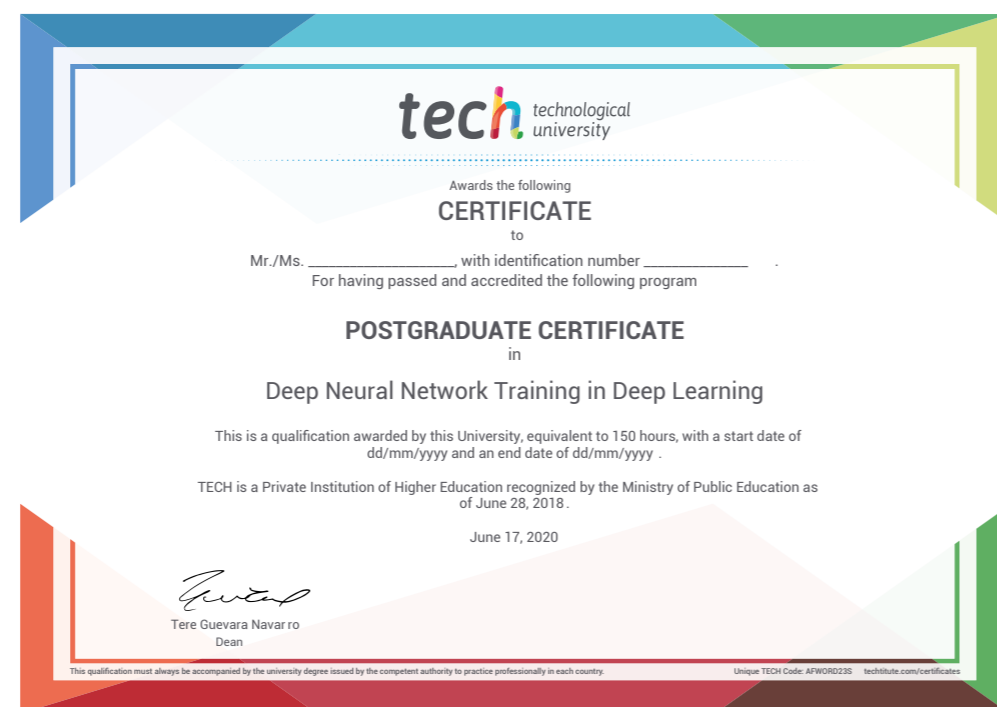 tech technological
university
Awards the following
CERTIFICATE
to
Mr./Ms. _____________________, with identification number _______________ .
For having passed and accredited the following program
POSTGRADUATE CERTIFICATE
in
Deep Neural Network Training in Deep Learning
This is a qualification awarded by this University, equivalent to 150 hours, with a start date of
dd/mm/yyyy and an end date of dd/mm/yyyy .
TECH is a Private Institution of Higher Education recognized by the Ministry of Public Education as
of June 28, 2018.
June 17, 2020
Tere Guevara Navarro
Dean
This qualification must always be accompanied by the university degree issued by the competent authority to practice professionally in each country. Unique TECH Code: AFWORD23S techtitute.com/certificates